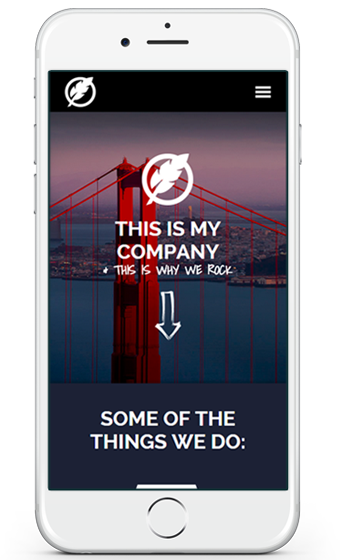 THIS IS MY
COMPANY
& THIS IS WHY WE ROCK
SOME OF THE
THINGS WE DO: